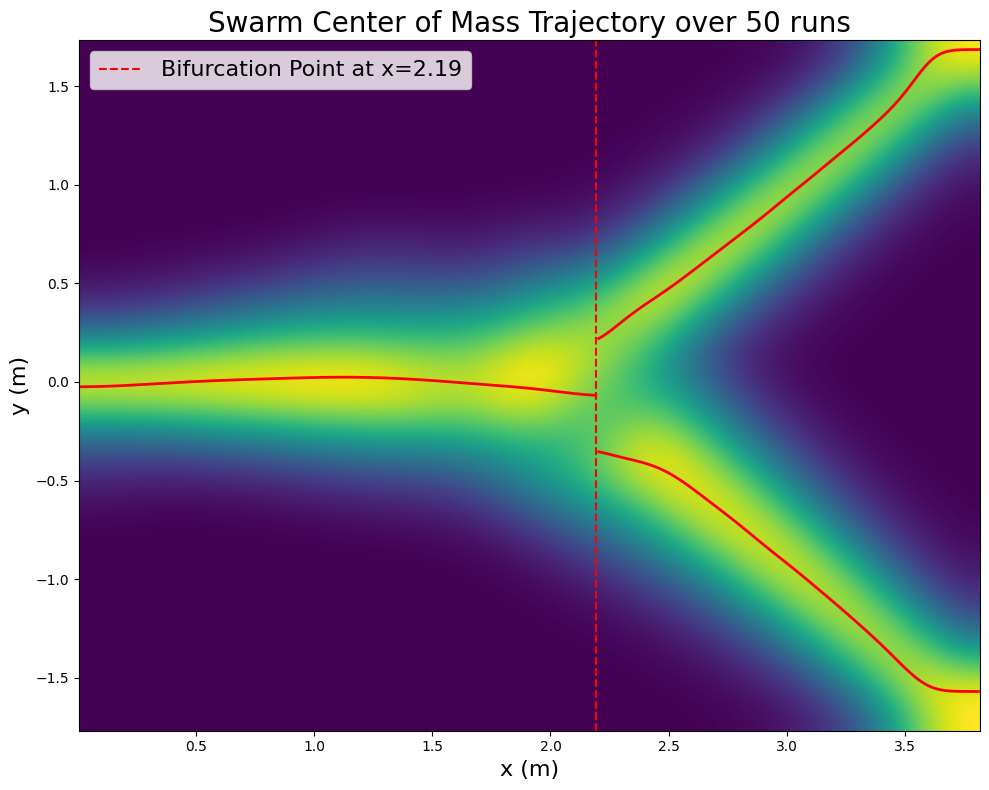 Swarm Center of Mass Trajectory over 50 runs
Bifurcation Point at x=2.19
1.5
1.0
0.5
0.0
−0.5
−1.0
−1.5
y (m)
0.5 1.0 1.5 2.0 2.5 3.0 3.5
x (m)